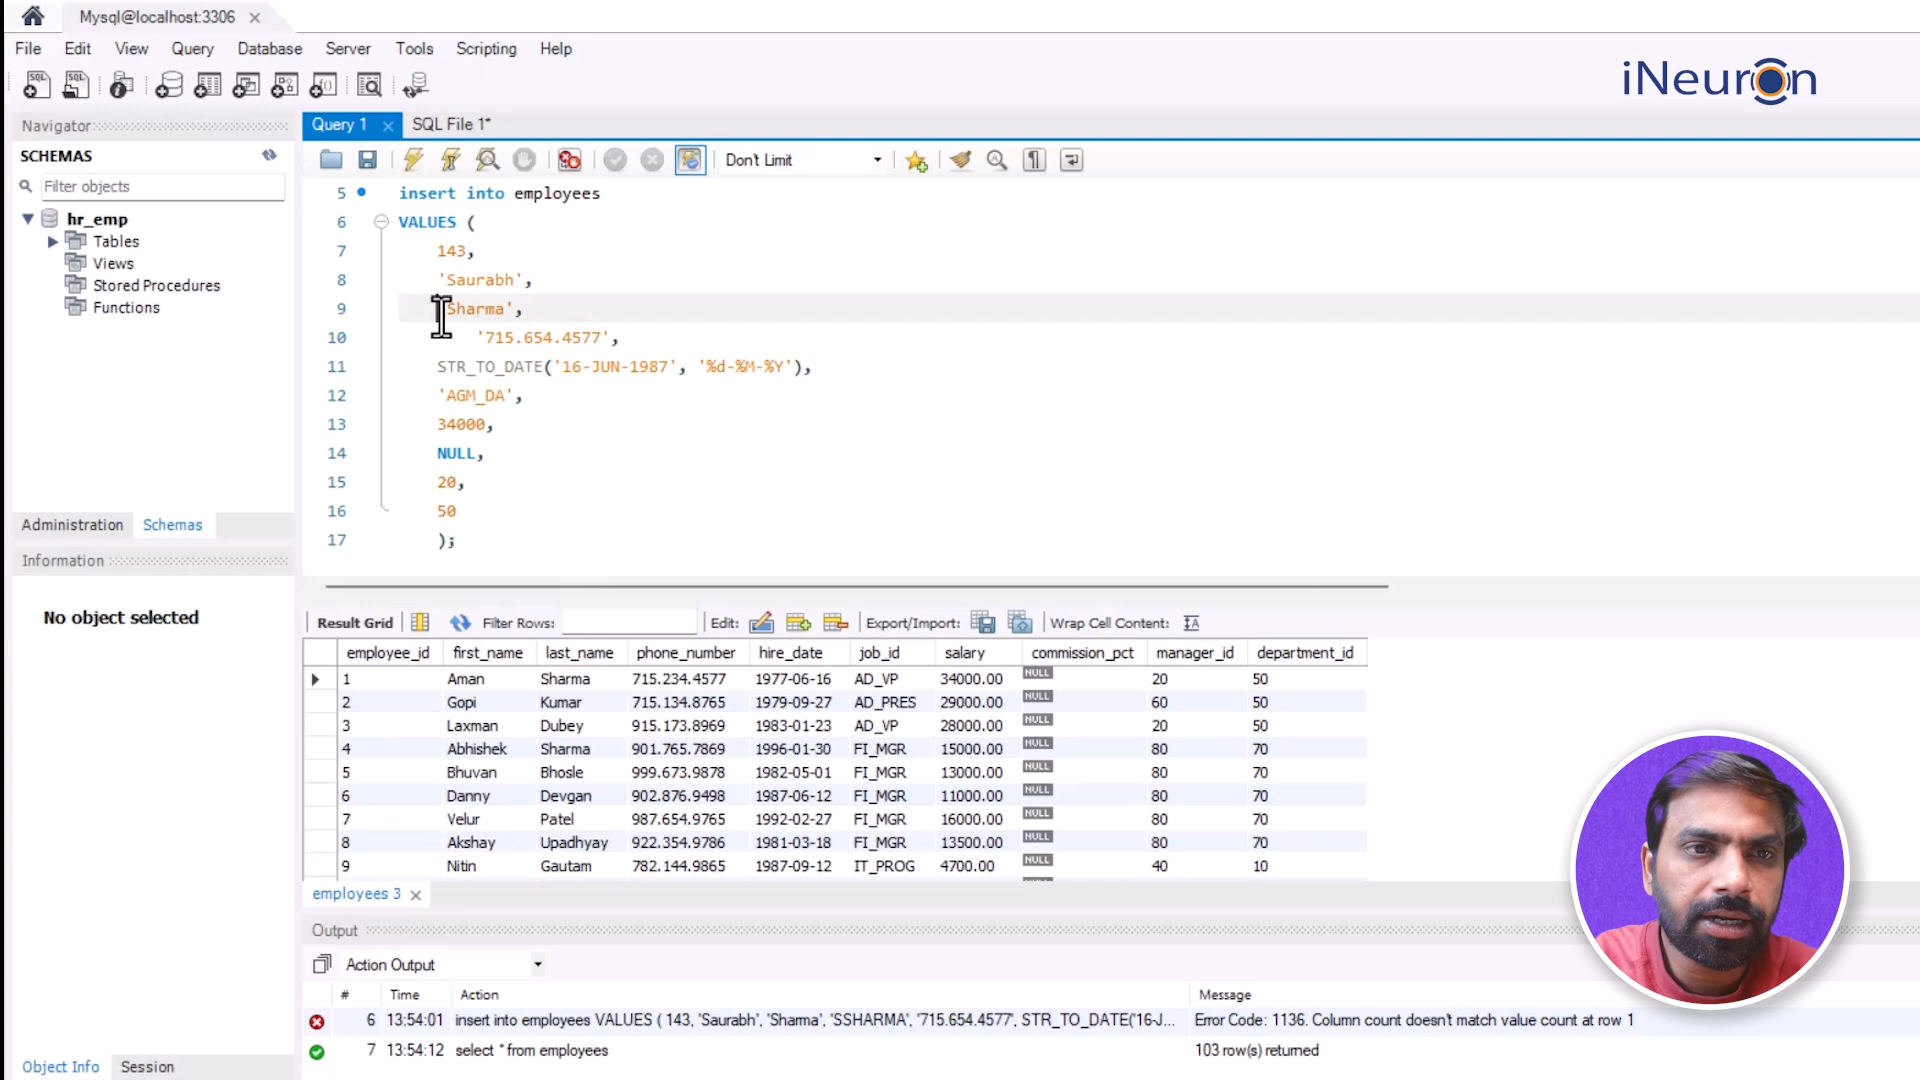 Mysql@localhost:3306
File Edit View Query Database Server Tools Scripting Help
iNeuron
Navigator
SCHEMAS
Filter objects
hr_emp
Tables
Views
Stored Procedures
Functions
Administration Schemas
Information
No object selected
Object Info Session
Query 1 SQL File 1*
Don't Limit
5 insert into employees
6 VALUES (
7 143,
8 'Saurabh',
9 'Sharma',
10 '715.654.4577',
11 STR_TO_DATE('16-JUN-1987', '%d-%M-%Y'),
12 'AGM_DA',
13 34000,
14 NULL,
15 20,
16 50
17 );
Result Grid Filter Rows: Edit: Export/Import: Wrap Cell Content:
employee_id first_name last_name phone_number hire_date job_id salary commission_pct manager_id department_id
1 Aman Sharma 715.234.4577 1977-06-16 AD_VP 34000.00 NULL 20 50
2 Gopi Kumar 715.134.8765 1979-09-27 AD_PRES 29000.00 NULL 60 50
3 Laxman Dubey 915.173.8969 1983-01-23 AD_VP 28000.00 NULL 20 50
4 Abhishek Sharma 901.765.7869 1996-01-30 FI_MGR 15000.00 NULL 80 70
5 Bhuvan Bhosle 999.673.9878 1982-05-01 FI_MGR 13000.00 NULL 80 70
6 Danny Devgan 902.876.9498 1987-06-12 FI_MGR 11000.00 NULL 80 70
7 Velur Patel 987.654.9765 1992-02-27 FI_MGR 16000.00 NULL 80 70
8 Akshay Upadhyay 922.354.9786 1981-03-18 FI_MGR 13500.00 NULL 80 70
9 Nitin Gautam 782.144.9865 1987-09-12 IT_PROG 4700.00 NULL 40 10
employees 3
Output
Action Output
# Time Action Message
6 13:54:01 insert into employees VALUES ( 143, 'Saurabh', 'Sharma', 'SSHARMA', '715.654.4577', STR_TO_DATE('16-J... Error Code: 1136. Column count doesn't match value count at row 1
7 13:54:12 select * from employees 103 row(s) returned